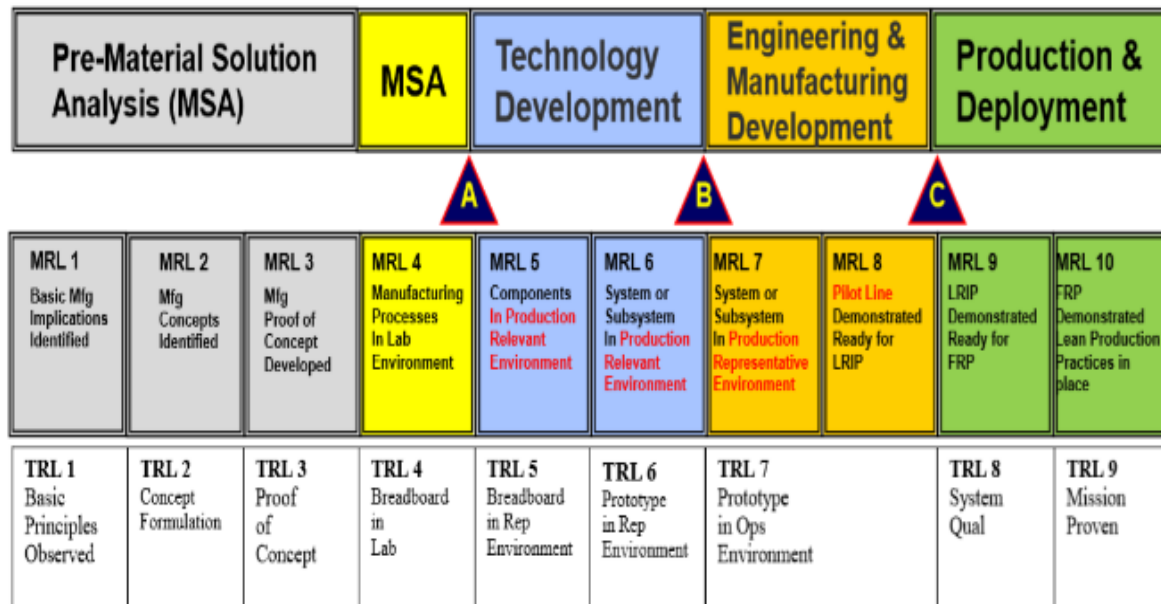 Pre-Material Solution
Analysis (MSA)
MSA
Technology
Development
Engineering &
Manufacturing
Development
Production &
Deployment
A
B
C
MRL 1
Basic Mfg
Implications
Identified
MRL 2
Mfg
Concepts
Identified
MRL 3
Mfg
Proof of
Concept
Developed
MRL 4
Manufacturing
Processes
In Lab
Environment
MRL 5
Components
In Production
Relevant
Environment
MRL 6
System or
Subsystem
In Production
Relevant
Environment
MRL 7
System or
Subsystem
In Production
Representative
Environment
MRL 8
Pilot Line
Demonstrated
Ready for
LRIP
MRL 9
LRIP
Demonstrated
Ready for
FRP
MRL 10
FRP
Demonstrated
Lean Production
Practices in
place
TRL 1
Basic
Principles
Observed
TRL 2
Concept
Formulation
TRL 3
Proof
of
Concept
TRL 4
Breadboard
in
Lab
TRL 5
Breadboard
in Rep
Environment
TRL 6
Prototype
in Rep
Environment
TRL 7
Prototype
in Ops
Environment
TRL 8
System
Qual
TRL 9
Mission
Proven